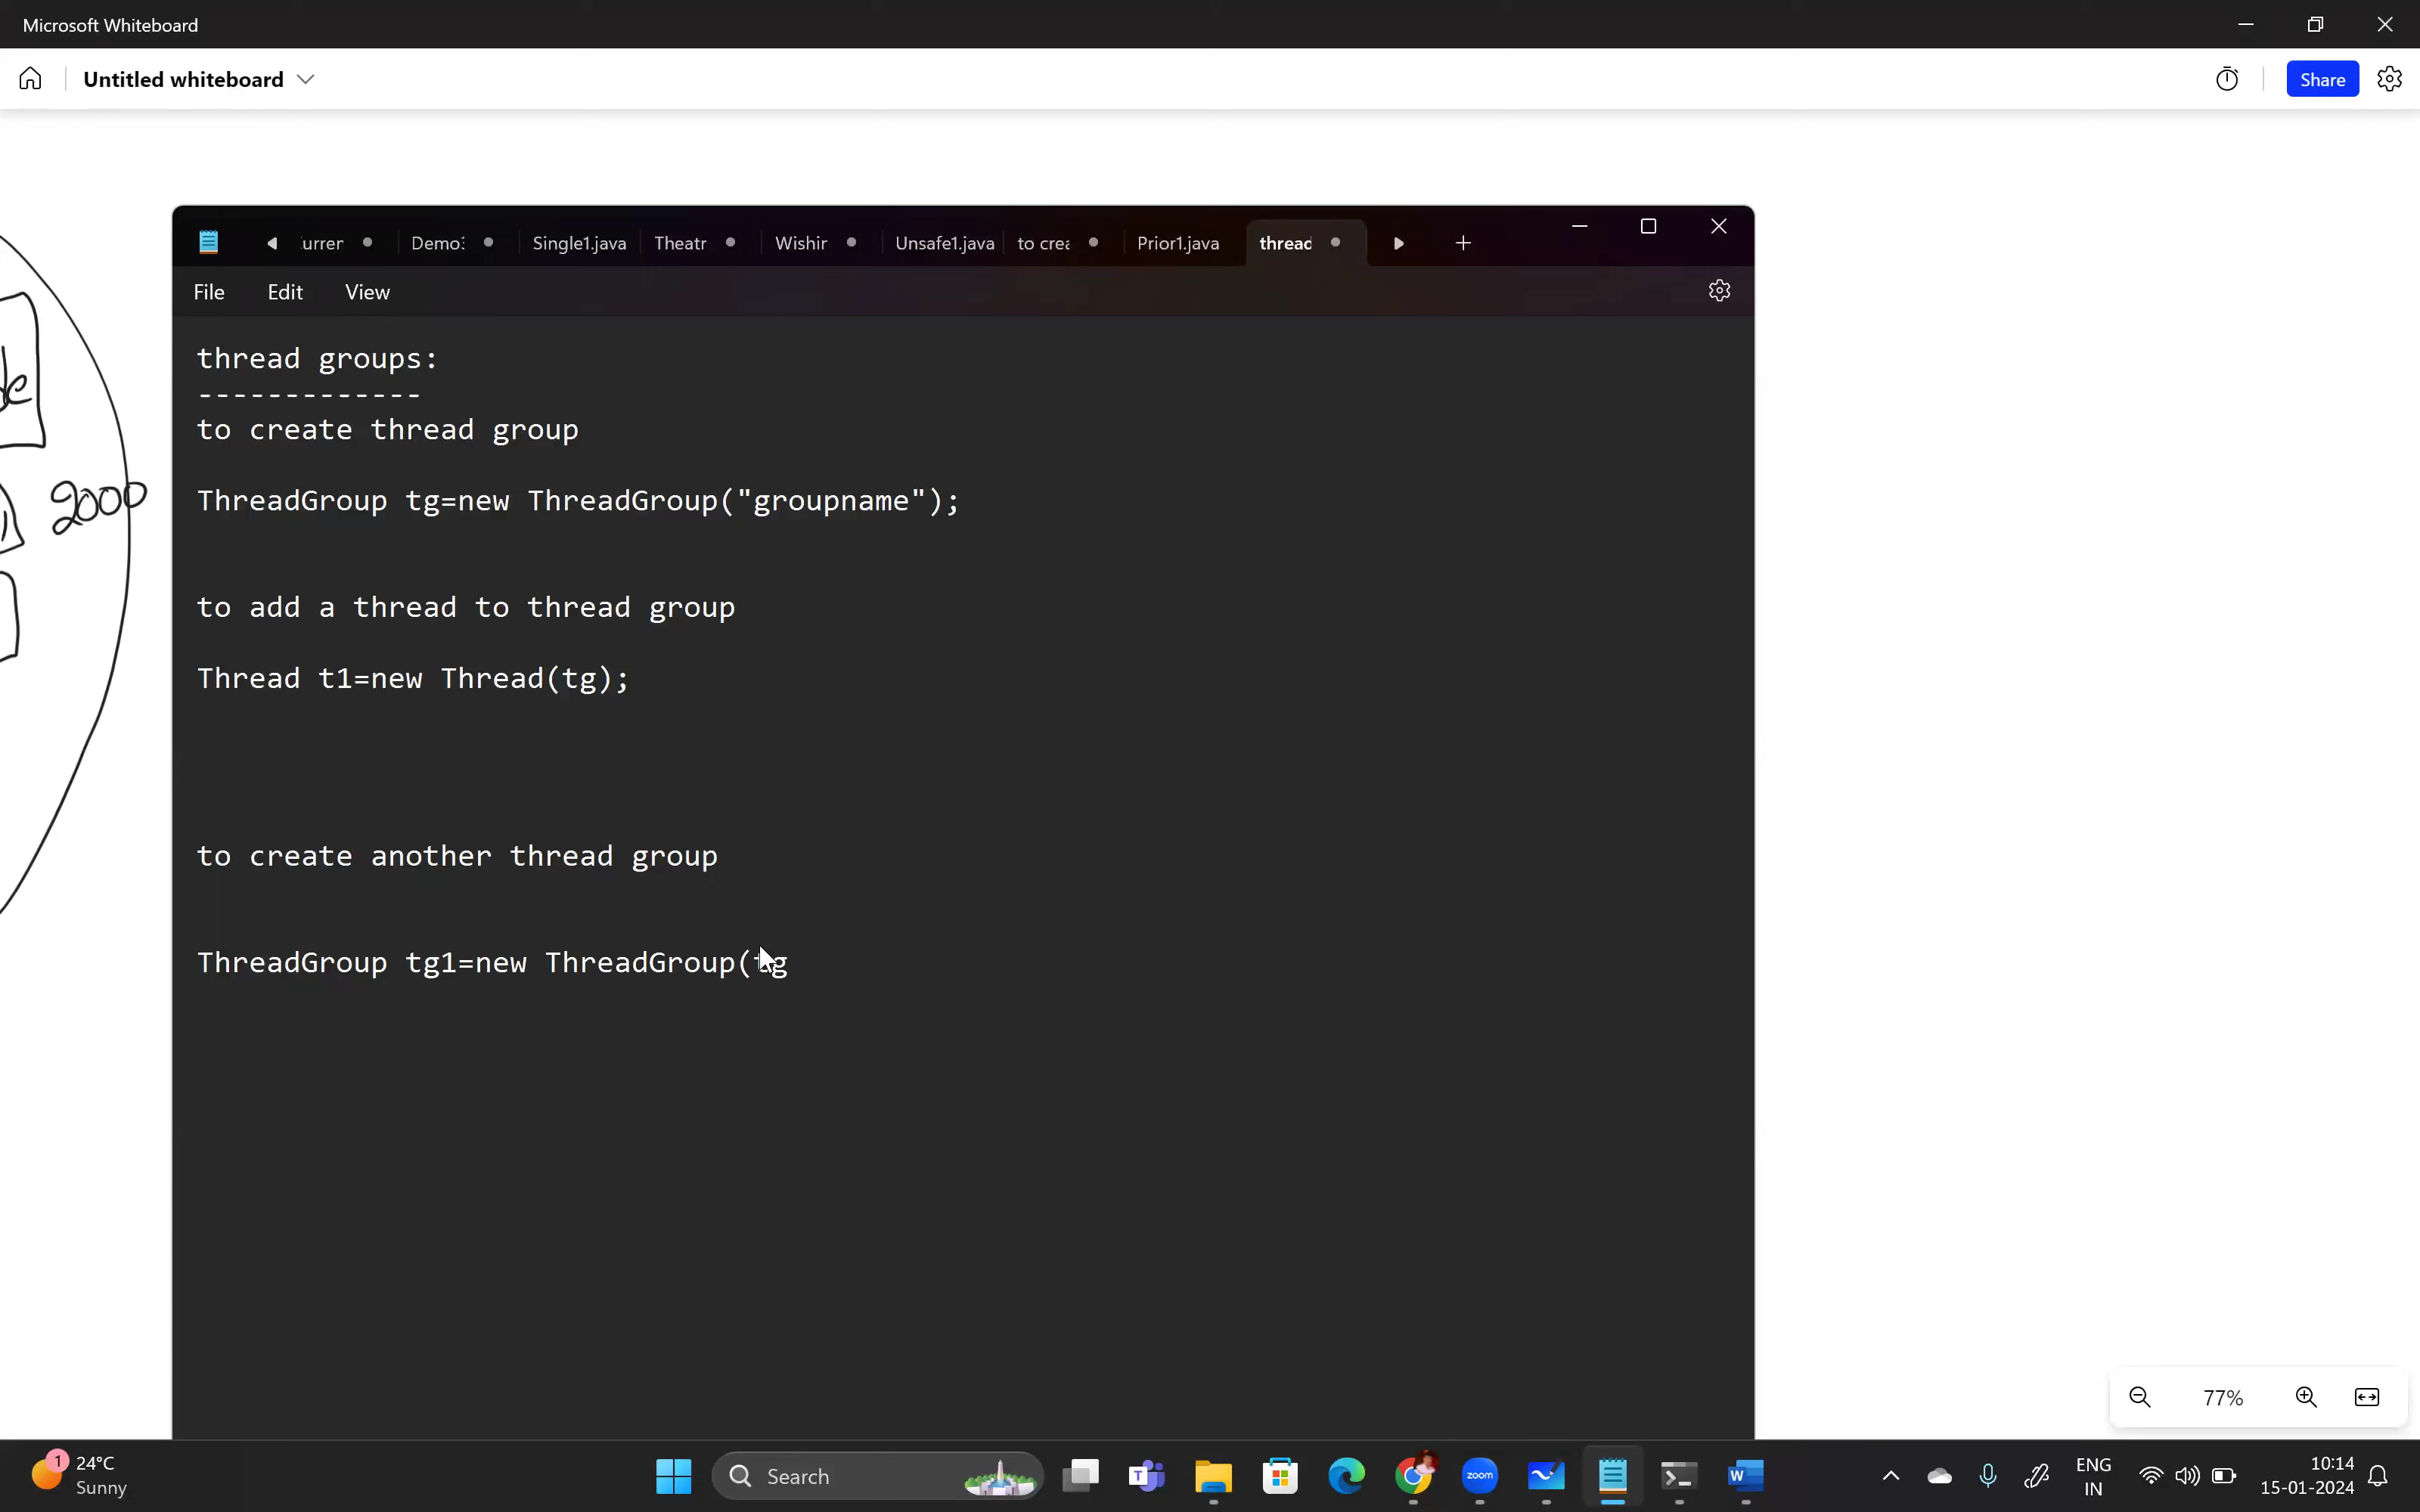 Microsoft Whiteboard
Untitled whiteboard
Share
urrer Demo: Single1.java Theatr Wishir Unsafe1.java to crea Prior1.java thread
File Edit View
thread groups:
-------------
to create thread group
ThreadGroup tg=new ThreadGroup("groupname");
2000
to add a thread to thread group
Thread t1=new Thread(tg);
to create another thread group
ThreadGroup tg1=new ThreadGroup(tg
77%
1
24°C
Sunny
Search
zoom
ENG
IN
10:14
15-01-2024